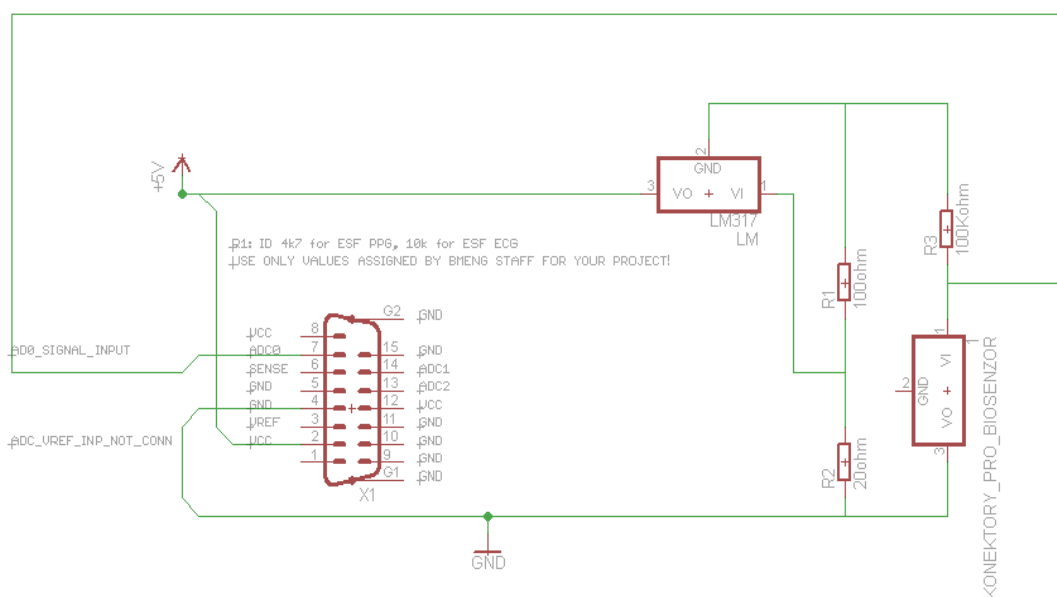 +5V
2
GND
3
VO
VI
1
LM317
LM
R1: ID 4k7 for ESF PPG, 10k for ESF ECG
USE ONLY VALUES ASSIGNED BY BMENG STAFF FOR YOUR PROJECT!
R3
100Kohm
R1
100ohm
R2
20ohm
G2
GND
VCC
8
AD0_SIGNAL_INPUT
ADC0
7
15
GND
SENSE
6
14
ADC1
GND
5
13
ADC2
GND
4
12
VCC
VREF
3
11
GND
ADC_VREF_INP_NOT_CONN
VCC
2
10
GND
1
9
GND
G1
GND
X1
1
1
VI
2
GND
VO
3
KONEKTORY_PRO_BIOSENZOR
GND